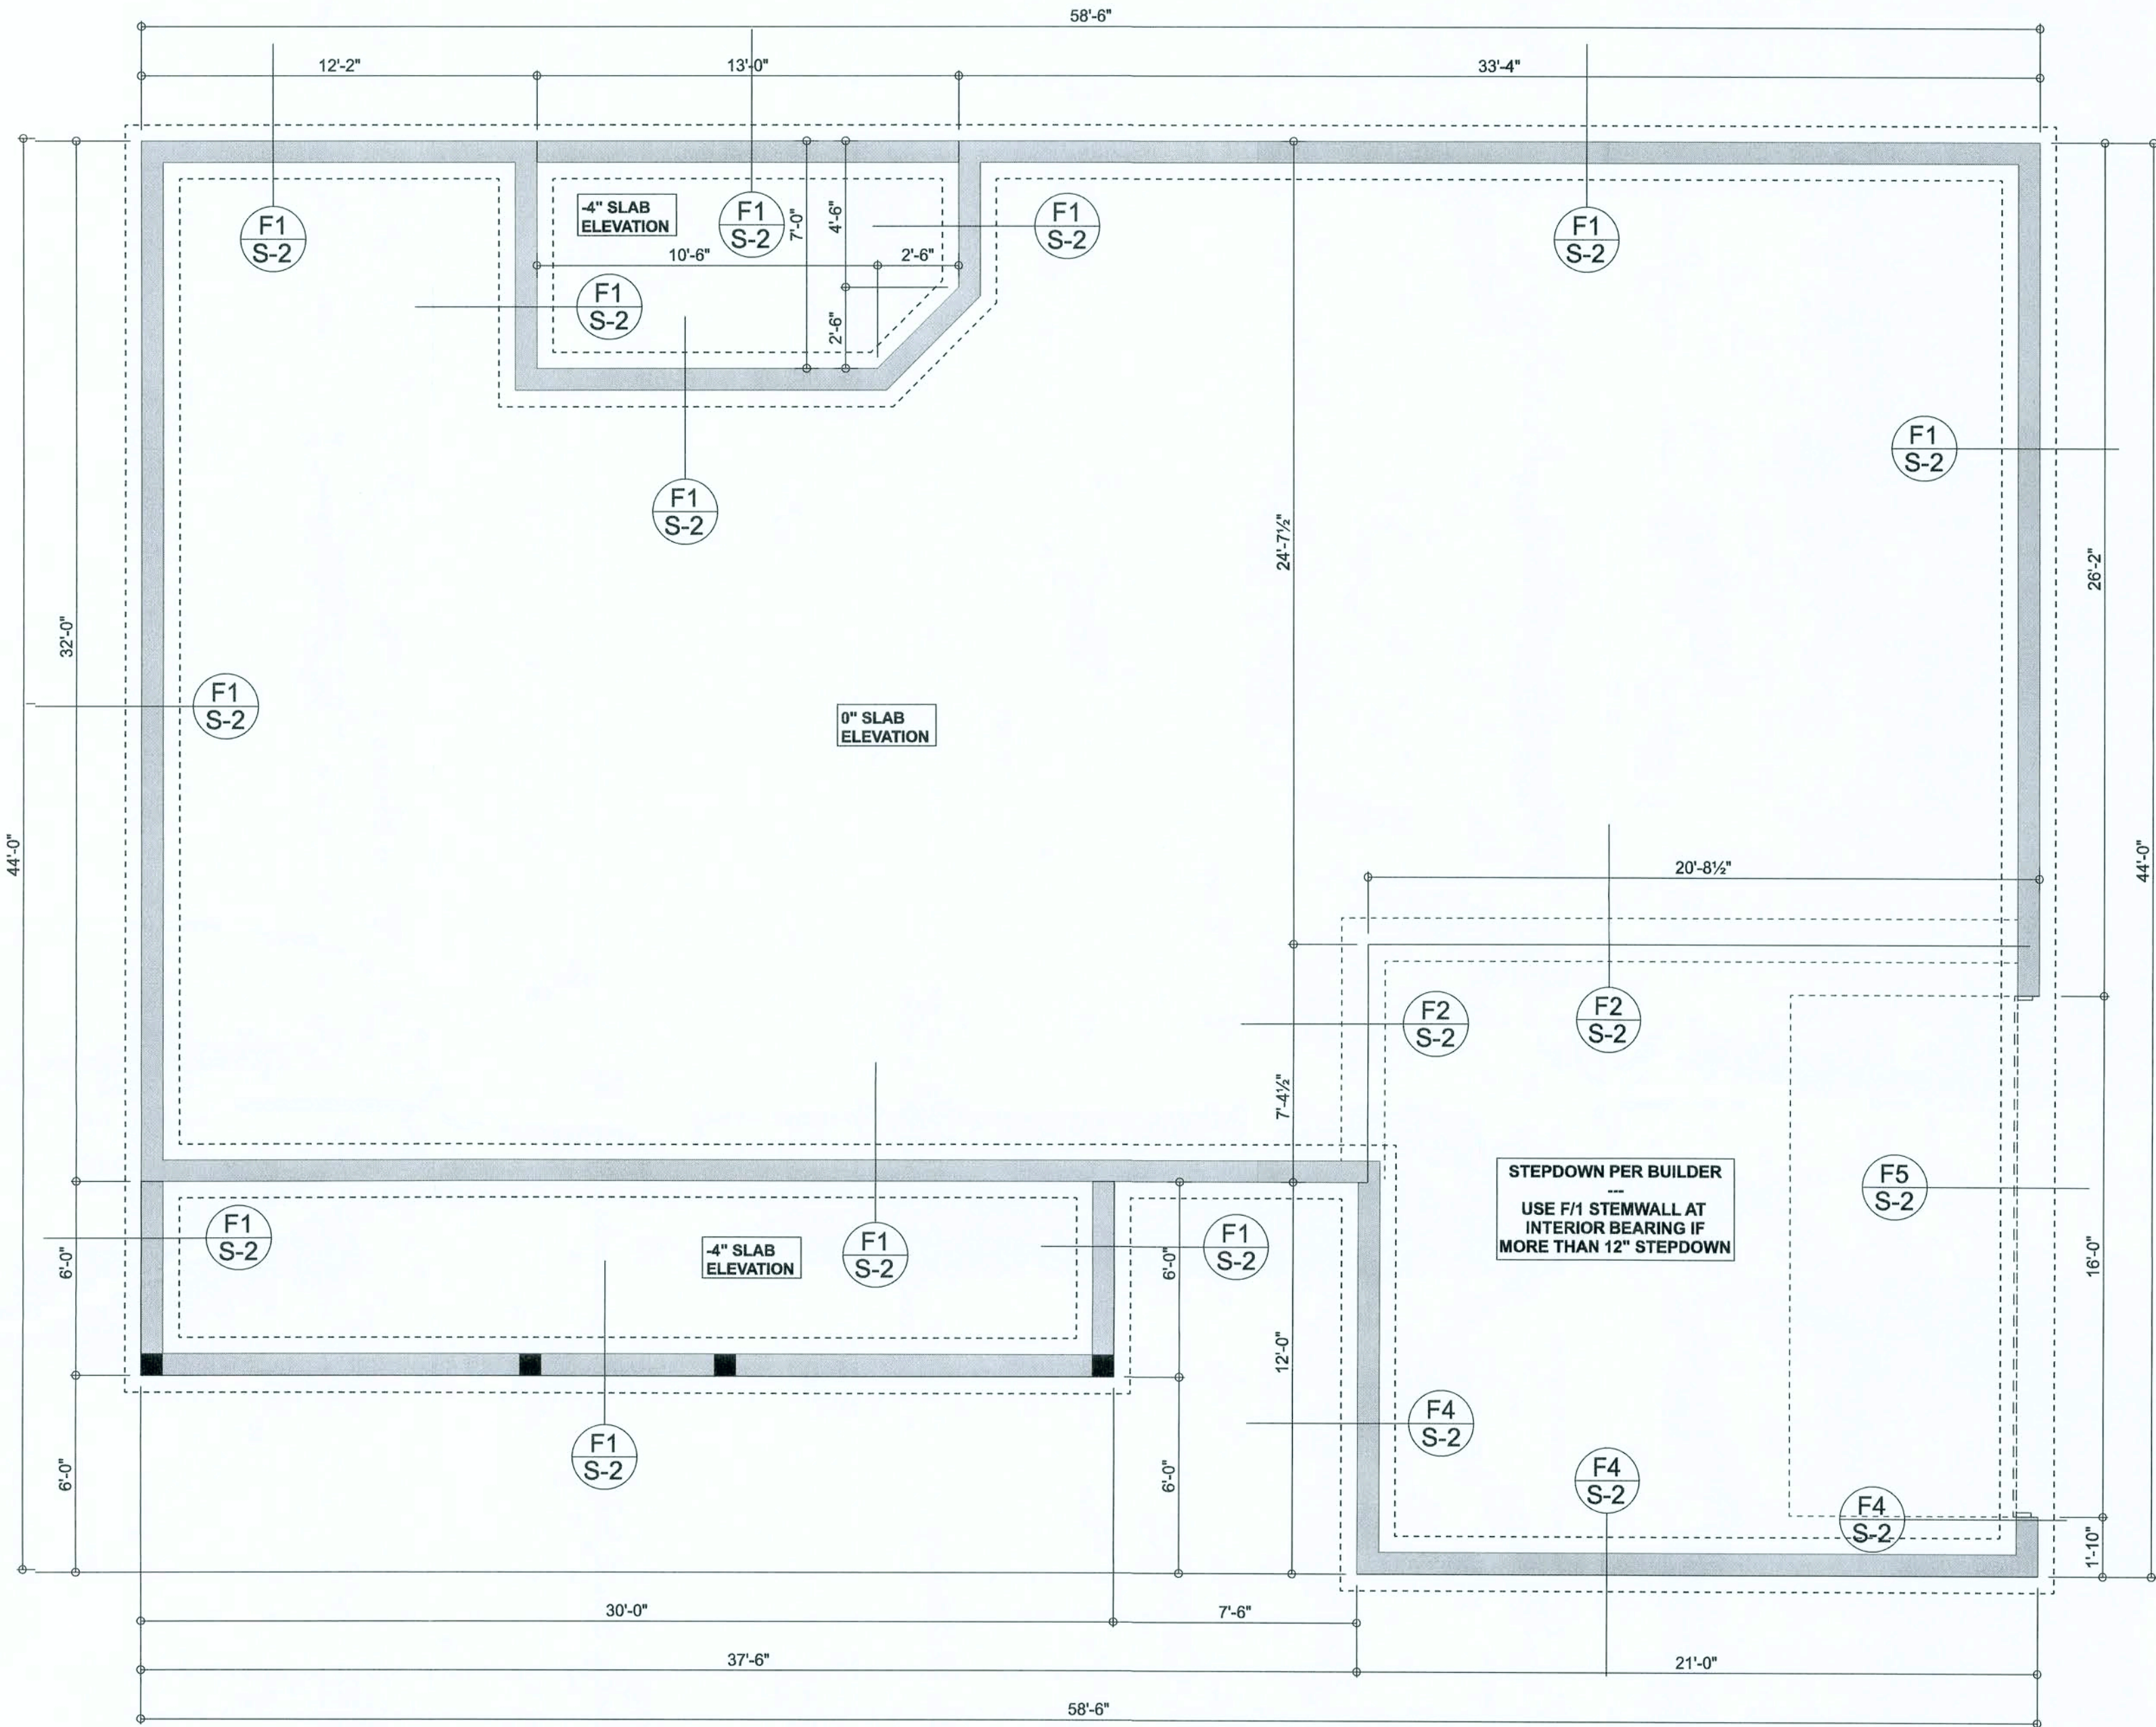 58'-6"
12'-2"
13'-0"
33'-4"
-4" SLAB
ELEVATION
F1
S-2
F1
S-2
7'-0"
4'-6"
F1
S-2
F1
S-2
10'-6"
2'-6"
F1
S-2
2'-6"
F1
S-2
F1
S-2
24'-7½"
26'-2"
32'-0"
F1
S-2
0" SLAB
ELEVATION
44'-0"
44'-0"
20'-8½"
F2
S-2
F2
S-2
7'-4½"
STEPDOWN PER BUILDER
---
USE F/1 STEMWALL AT
INTERIOR BEARING IF
MORE THAN 12" STEPDOWN
F5
S-2
F1
S-2
6'-0"
-4" SLAB
ELEVATION
F1
S-2
6'-0"
F1
S-2
16'-0"
12'-0"
F1
S-2
6'-0"
6'-0"
F4
S-2
F4
S-2
F4
S-2
1'-10"
30'-0"
7'-6"
37'-6"
21'-0"
58'-6"